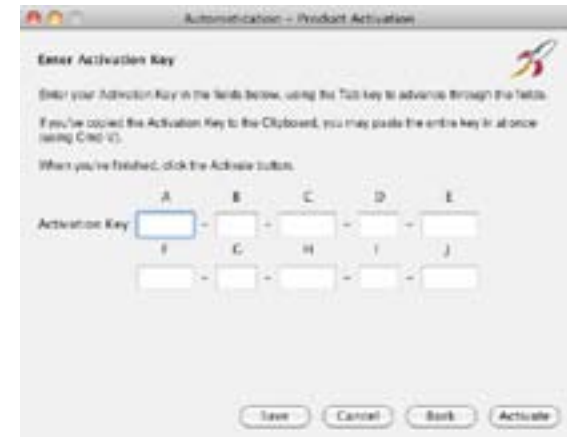 Automatication – Product Activation
Enter Activation Key
Enter your Activation Key in the fields below, using the Tab key to advance through the fields.
If you've copied the Activation Key to the Clipboard, you may paste the entire key in at once
(using Cmd-V).
When you're finished, click the Activate button.
A B C D E
Activation Key - - - -
F G H I J
- - - -
Save Cancel Back Activate